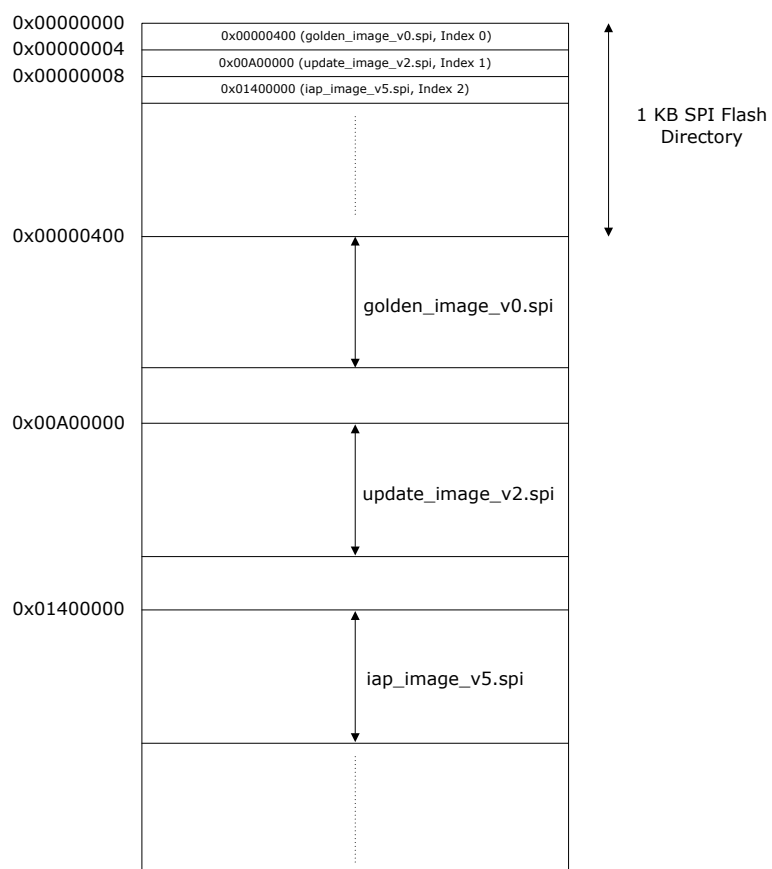 0x00000000
0x00000400 (golden_image_v0.spi, Index 0)
0x00000004
0x00A00000 (update_image_v2.spi, Index 1)
0x00000008
0x01400000 (iap_image_v5.spi, Index 2)
1 KB SPI Flash
Directory
0x00000400
golden_image_v0.spi
0x00A00000
update_image_v2.spi
0x01400000
iap_image_v5.spi